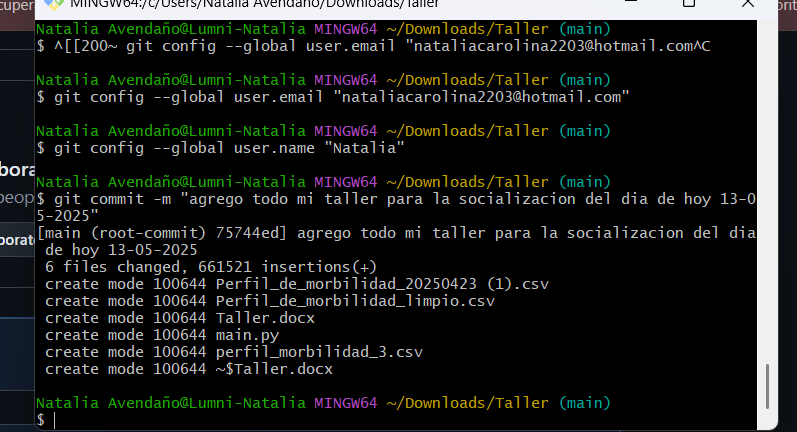 MINGW64:/c/Users/Natalia Avendaño/Downloads/Taller
Natalia Avendaño@Lumni-Natalia MINGW64 ~/Downloads/Taller (main)
$ ^[[200~ git config --global user.email "nataliacarolina2203@hotmail.com^C
Natalia Avendaño@Lumni-Natalia MINGW64 ~/Downloads/Taller (main)
$ git config --global user.email "nataliacarolina2203@hotmail.com"
Natalia Avendaño@Lumni-Natalia MINGW64 ~/Downloads/Taller (main)
$ git config --global user.name "Natalia"
Natalia Avendaño@Lumni-Natalia MINGW64 ~/Downloads/Taller (main)
$ git commit -m "agrego todo mi taller para la socializacion del dia de hoy 13-0
5-2025"
[main (root-commit) 75744ed] agrego todo mi taller para la socializacion del dia
de hoy 13-05-2025
6 files changed, 661521 insertions(+)
create mode 100644 Perfil_de_morbilidad_20250423 (1).csv
create mode 100644 Perfil_de_morbilidad_limpio.csv
create mode 100644 Taller.docx
create mode 100644 main.py
create mode 100644 perfil_morbilidad_3.csv
create mode 100644 ~$Taller.docx
Natalia Avendaño@Lumni-Natalia MINGW64 ~/Downloads/Taller (main)
$